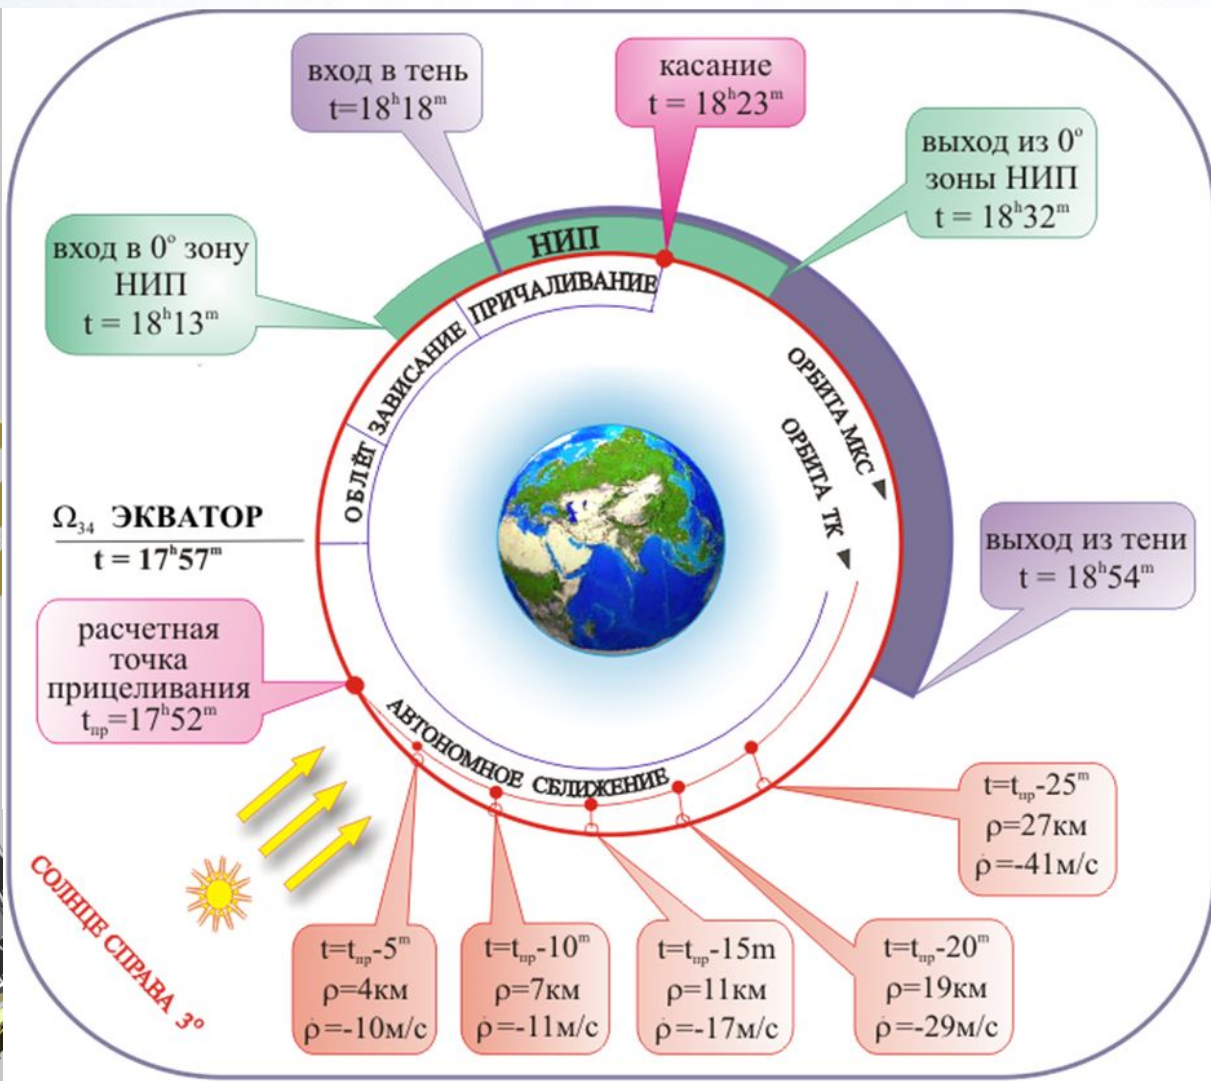 вход в тень
t=18ʰ18ᵐ
касание
t = 18ʰ23ᵐ
выход из 0°
зоны НИП
t = 18ʰ32ᵐ
вход в 0° зону
НИП
t = 18ʰ13ᵐ
НИП
ПРИЧАЛИВАНИЕ
ЗАВИСАНИЕ
ОБЛЁТ
ОРБИТА МКС
ОРБИТА ТК
Ω₃₄ ЭКВАТОР
t = 17ʰ57ᵐ
выход из тени
t = 18ʰ54ᵐ
расчетная
точка
прицеливания
tпр=17ʰ52ᵐ
АВТОНОМНОЕ СБЛИЖЕНИЕ
СОЛНЦЕ СПРАВА 3°
t=tпр-5ᵐ
ρ=4км
ρ̇=-10м/с
t=tпр-10ᵐ
ρ=7км
ρ̇=-11м/с
t=tпр-15m
ρ=11км
ρ̇=-17м/с
t=tпр-20ᵐ
ρ=19км
ρ̇=-29м/с
t=tпр-25ᵐ
ρ=27км
ρ̇=-41м/с